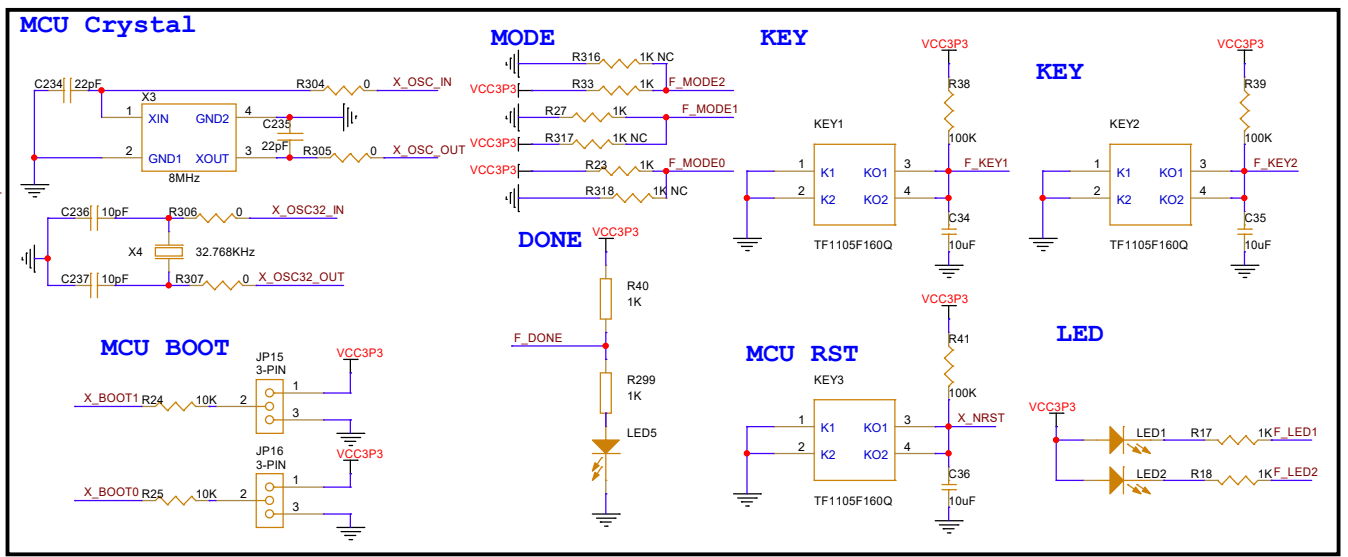 MCU Crystal
C234 22pF
R304 0 X_OSC_IN
X3
1 XIN GND2 4
C235
22pF
2 GND1 XOUT 3
R305 0 X_OSC_OUT
8MHz
C236 10pF R306 0 X_OSC32_IN
X4 32.768KHz
C237 10pF R307 0 X_OSC32_OUT
MODE
R316 1K NC
VCC3P3 R33 1K F_MODE2
R27 1K F_MODE1
VCC3P3 R317 1K NC
VCC3P3 R23 1K F_MODE0
R318 1K NC
KEY
VCC3P3
R38
100K
KEY1
1 K1 KO1 3 F_KEY1
2 K2 KO2 4
C34
TF1105F160Q 10uF
KEY
VCC3P3
R39
100K
KEY2
1 K1 KO1 3 F_KEY2
2 K2 KO2 4
C35
TF1105F160Q 10uF
DONE
VCC3P3
R40
1K
F_DONE
R299
1K
LED5
MCU BOOT
JP15
3-PIN
VCC3P3
1
X_BOOT1 R24 10K 2
3
JP16
3-PIN
VCC3P3
1
X_BOOT0 R25 10K 2
3
MCU RST
VCC3P3
R41
100K
KEY3
1 K1 KO1 3 X_NRST
2 K2 KO2 4
C36
TF1105F160Q 10uF
LED
VCC3P3
LED1 R17 1K F_LED1
LED2 R18 1K F_LED2